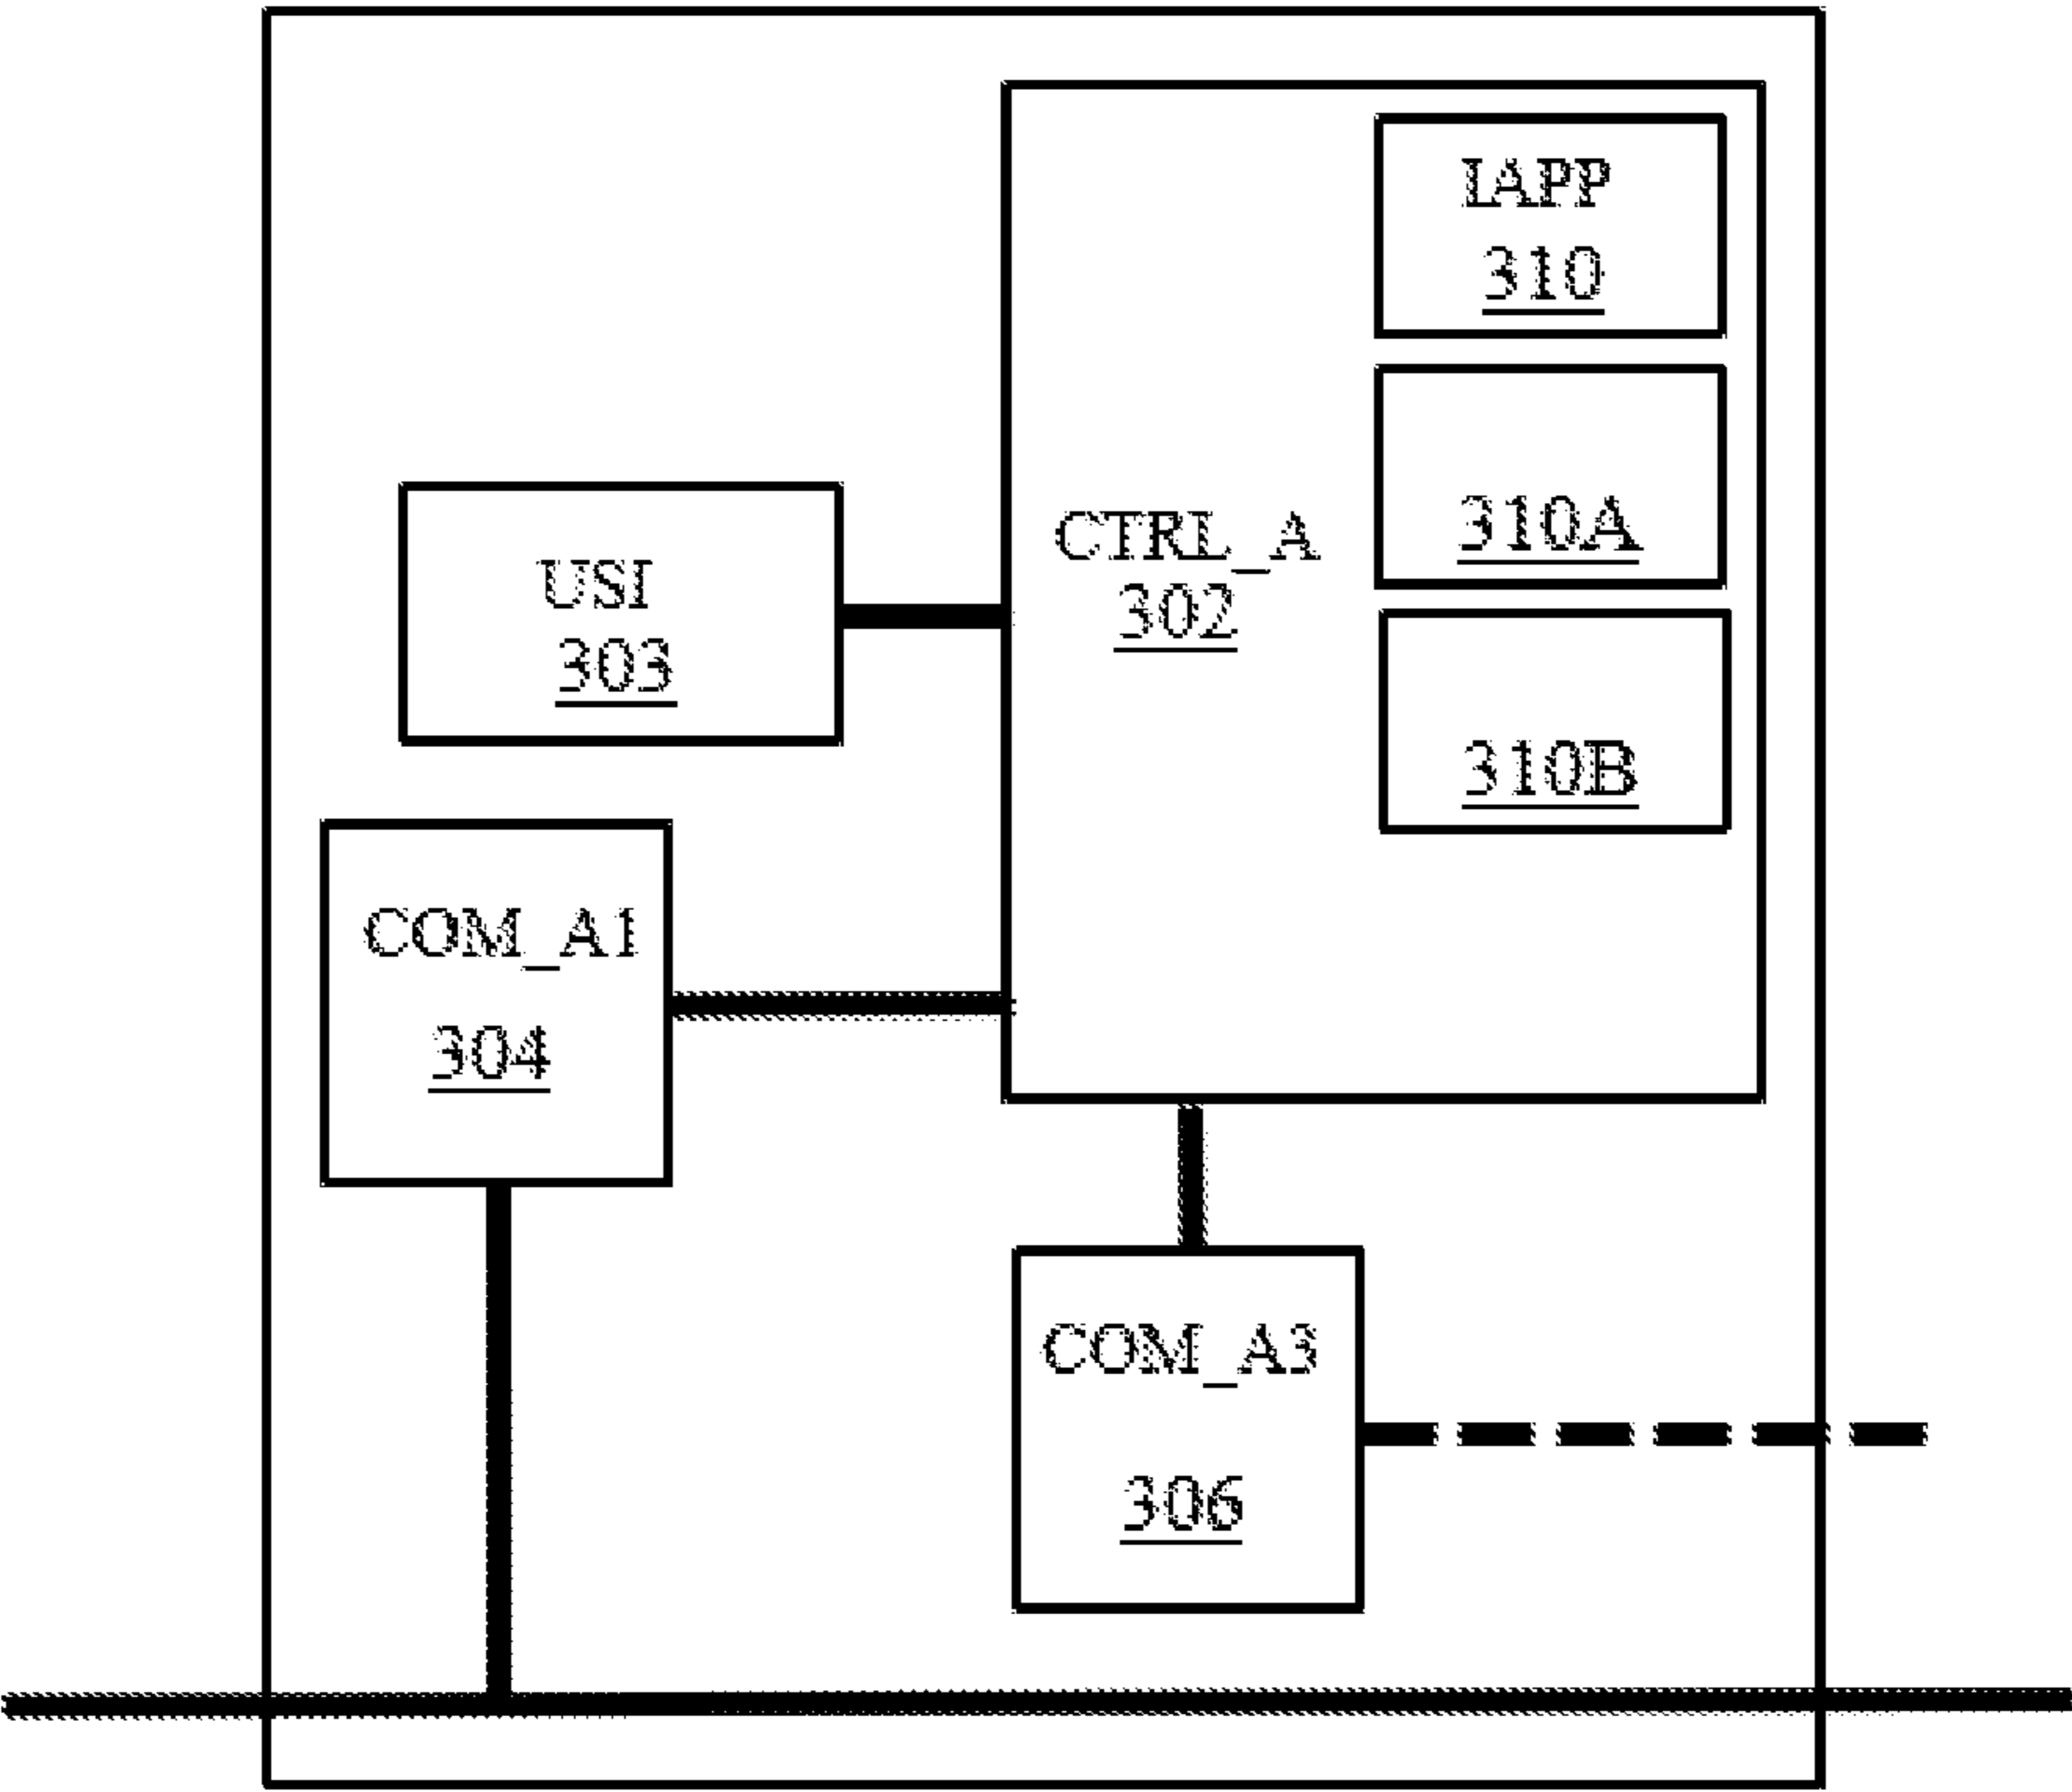 IAPP
310
310A
CTRL_A
302
310B
USI
303
COM_A1
304
COM_A3
306